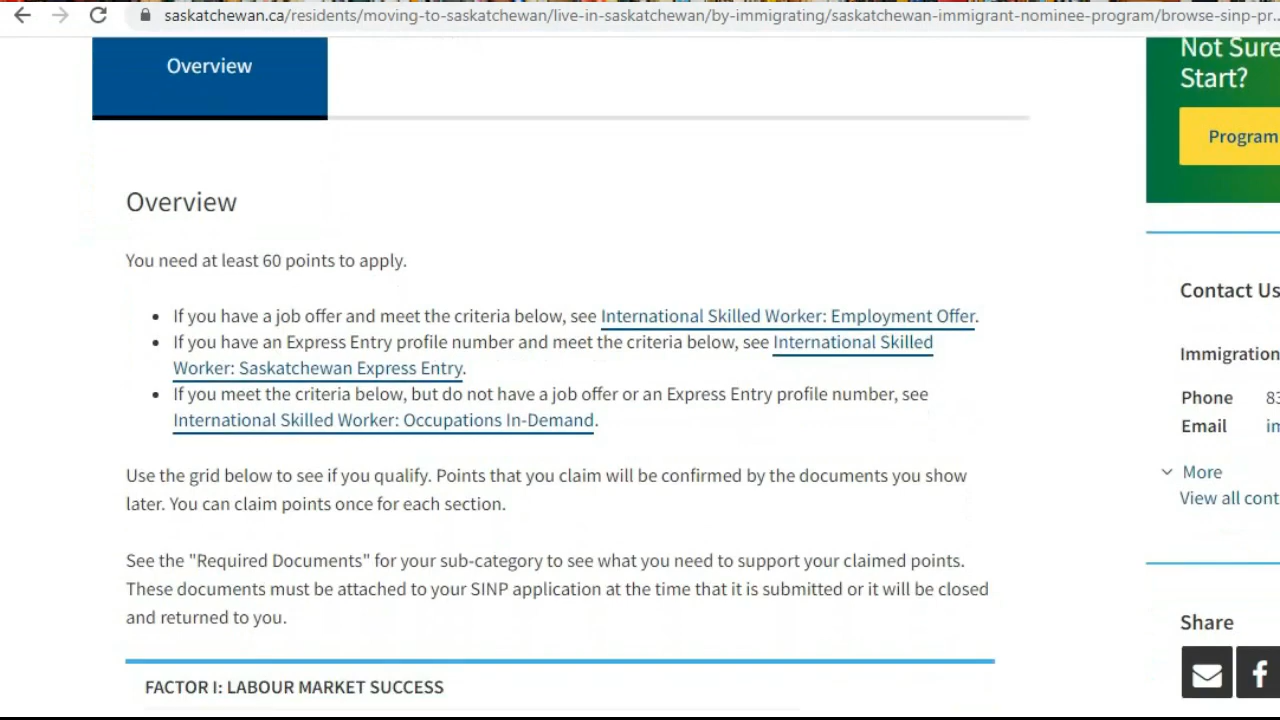 saskatchewan.ca/residents/moving-to-saskatchewan/live-in-saskatchewan/by-immigrating/saskatchewan-immigrant-nominee-program/browse-sinp-pr...
Overview
Not Sure
Start?
Program
Overview
You need at least 60 points to apply.
If you have a job offer and meet the criteria below, see International Skilled Worker: Employment Offer.
If you have an Express Entry profile number and meet the criteria below, see International Skilled
Worker: Saskatchewan Express Entry.
If you meet the criteria below, but do not have a job offer or an Express Entry profile number, see
International Skilled Worker: Occupations In-Demand.
Use the grid below to see if you qualify. Points that you claim will be confirmed by the documents you show
later. You can claim points once for each section.
See the "Required Documents" for your sub-category to see what you need to support your claimed points.
These documents must be attached to your SINP application at the time that it is submitted or it will be closed
and returned to you.
FACTOR I: LABOUR MARKET SUCCESS
Contact Us
Immigration
Phone 83
Email im
More
View all cont
Share